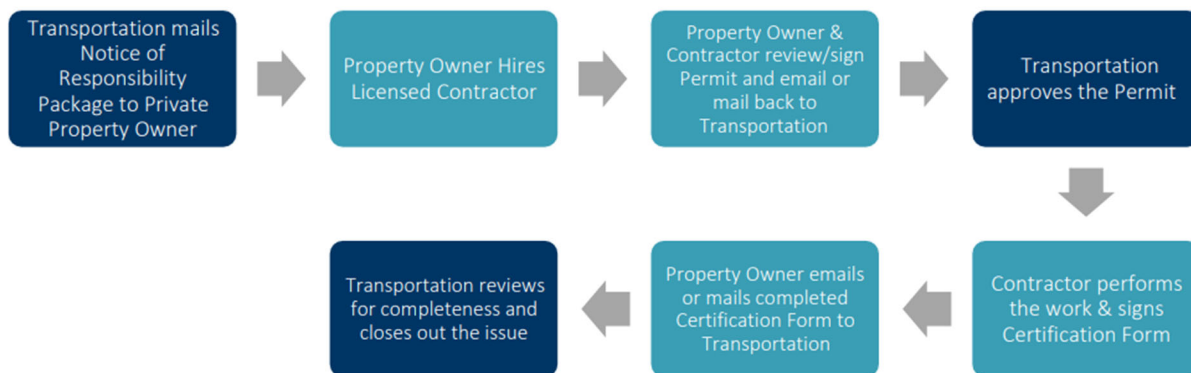 Transportation mails
Notice of
Responsibility
Package to Private
Property Owner
Property Owner Hires
Licensed Contractor
Property Owner &
Contractor review/sign
Permit and email or
mail back to
Transportation
Transportation
approves the Permit
Contractor performs
the work & signs
Certification Form
Property Owner emails
or mails completed
Certification Form to
Transportation
Transportation reviews
for completeness and
closes out the issue